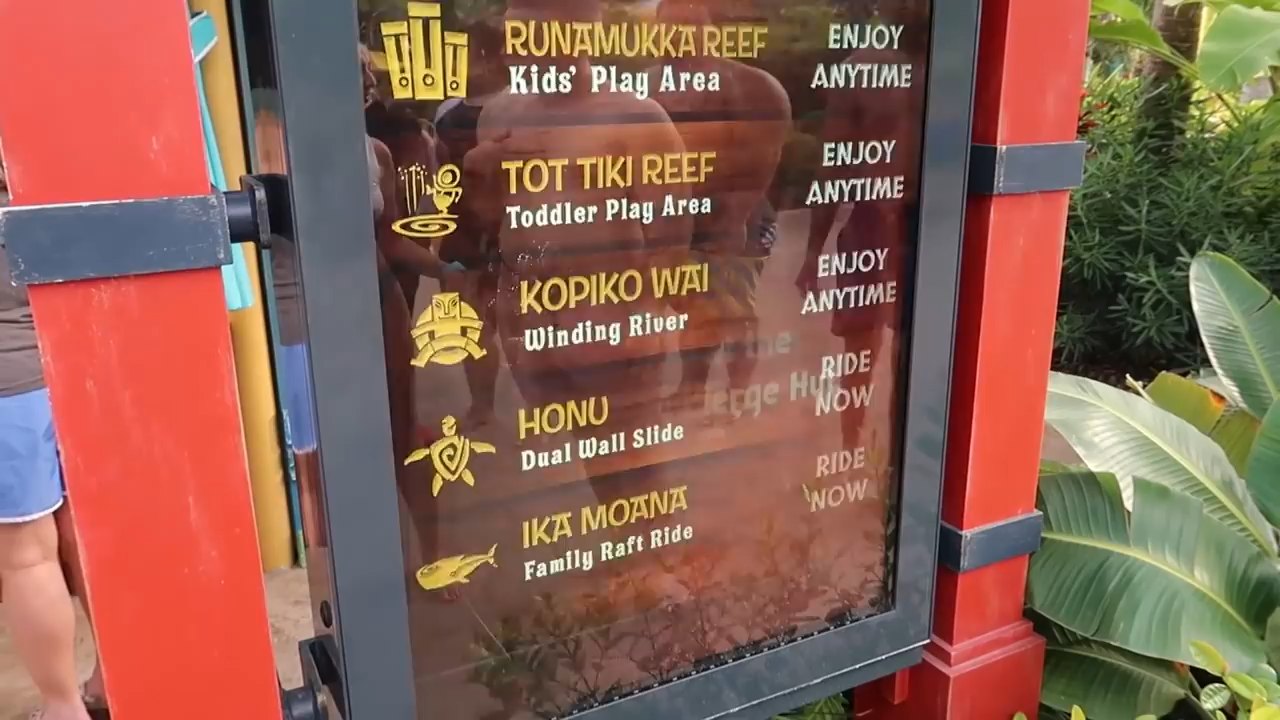 RUNAMUKKA REEF
Kids' Play Area
ENJOY
ANYTIME
TOT TIKI REEF
Toddler Play Area
ENJOY
ANYTIME
KOPIKO WAI
Winding River
ENJOY
ANYTIME
HONU
Dual Wall Slide
RIDE
NOW
IKA MOANA
Family Raft Ride
RIDE
NOW